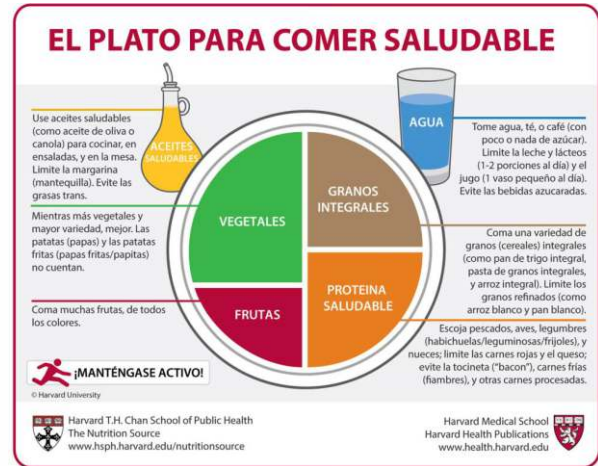 EL PLATO PARA COMER SALUDABLE
Use aceites saludables
(como aceite de oliva o
canola) para cocinar, en
ensaladas, y en la mesa.
Limite la margarina
(mantequilla). Evite las
grasas trans.
ACEITES
SALUDABLES
AGUA
Tome agua, té, o café (con
poco o nada de azúcar).
Limite la leche y lácteos
(1-2 porciones al día) y el
jugo (1 vaso pequeño al día).
Evite las bebidas azucaradas.
Mientras más vegetales y
mayor variedad, mejor. Las
patatas (papas) y las patatas
fritas (papas fritas/papitas)
no cuentan.
VEGETALES
GRANOS
INTEGRALES
Coma una variedad de
granos (cereales) integrales
(como pan de trigo integral,
pasta de granos integrales,
y arroz integral). Limite los
granos refinados (como
arroz blanco y pan blanco).
Coma muchas frutas, de todos
los colores.
FRUTAS
PROTEINA
SALUDABLE
Escoja pescados, aves, legumbres
(habichuelas/leguminosas/frijoles), y
nueces; limite las carnes rojas y el queso;
evite la tocineta ("bacon"), carnes frías
(fiambres), y otras carnes procesadas.
¡MANTÉNGASE ACTIVO!
© Harvard University
Harvard T.H. Chan School of Public Health
The Nutrition Source
www.hsph.harvard.edu/nutritionsource
Harvard Medical School
Harvard Health Publications
www.health.harvard.edu